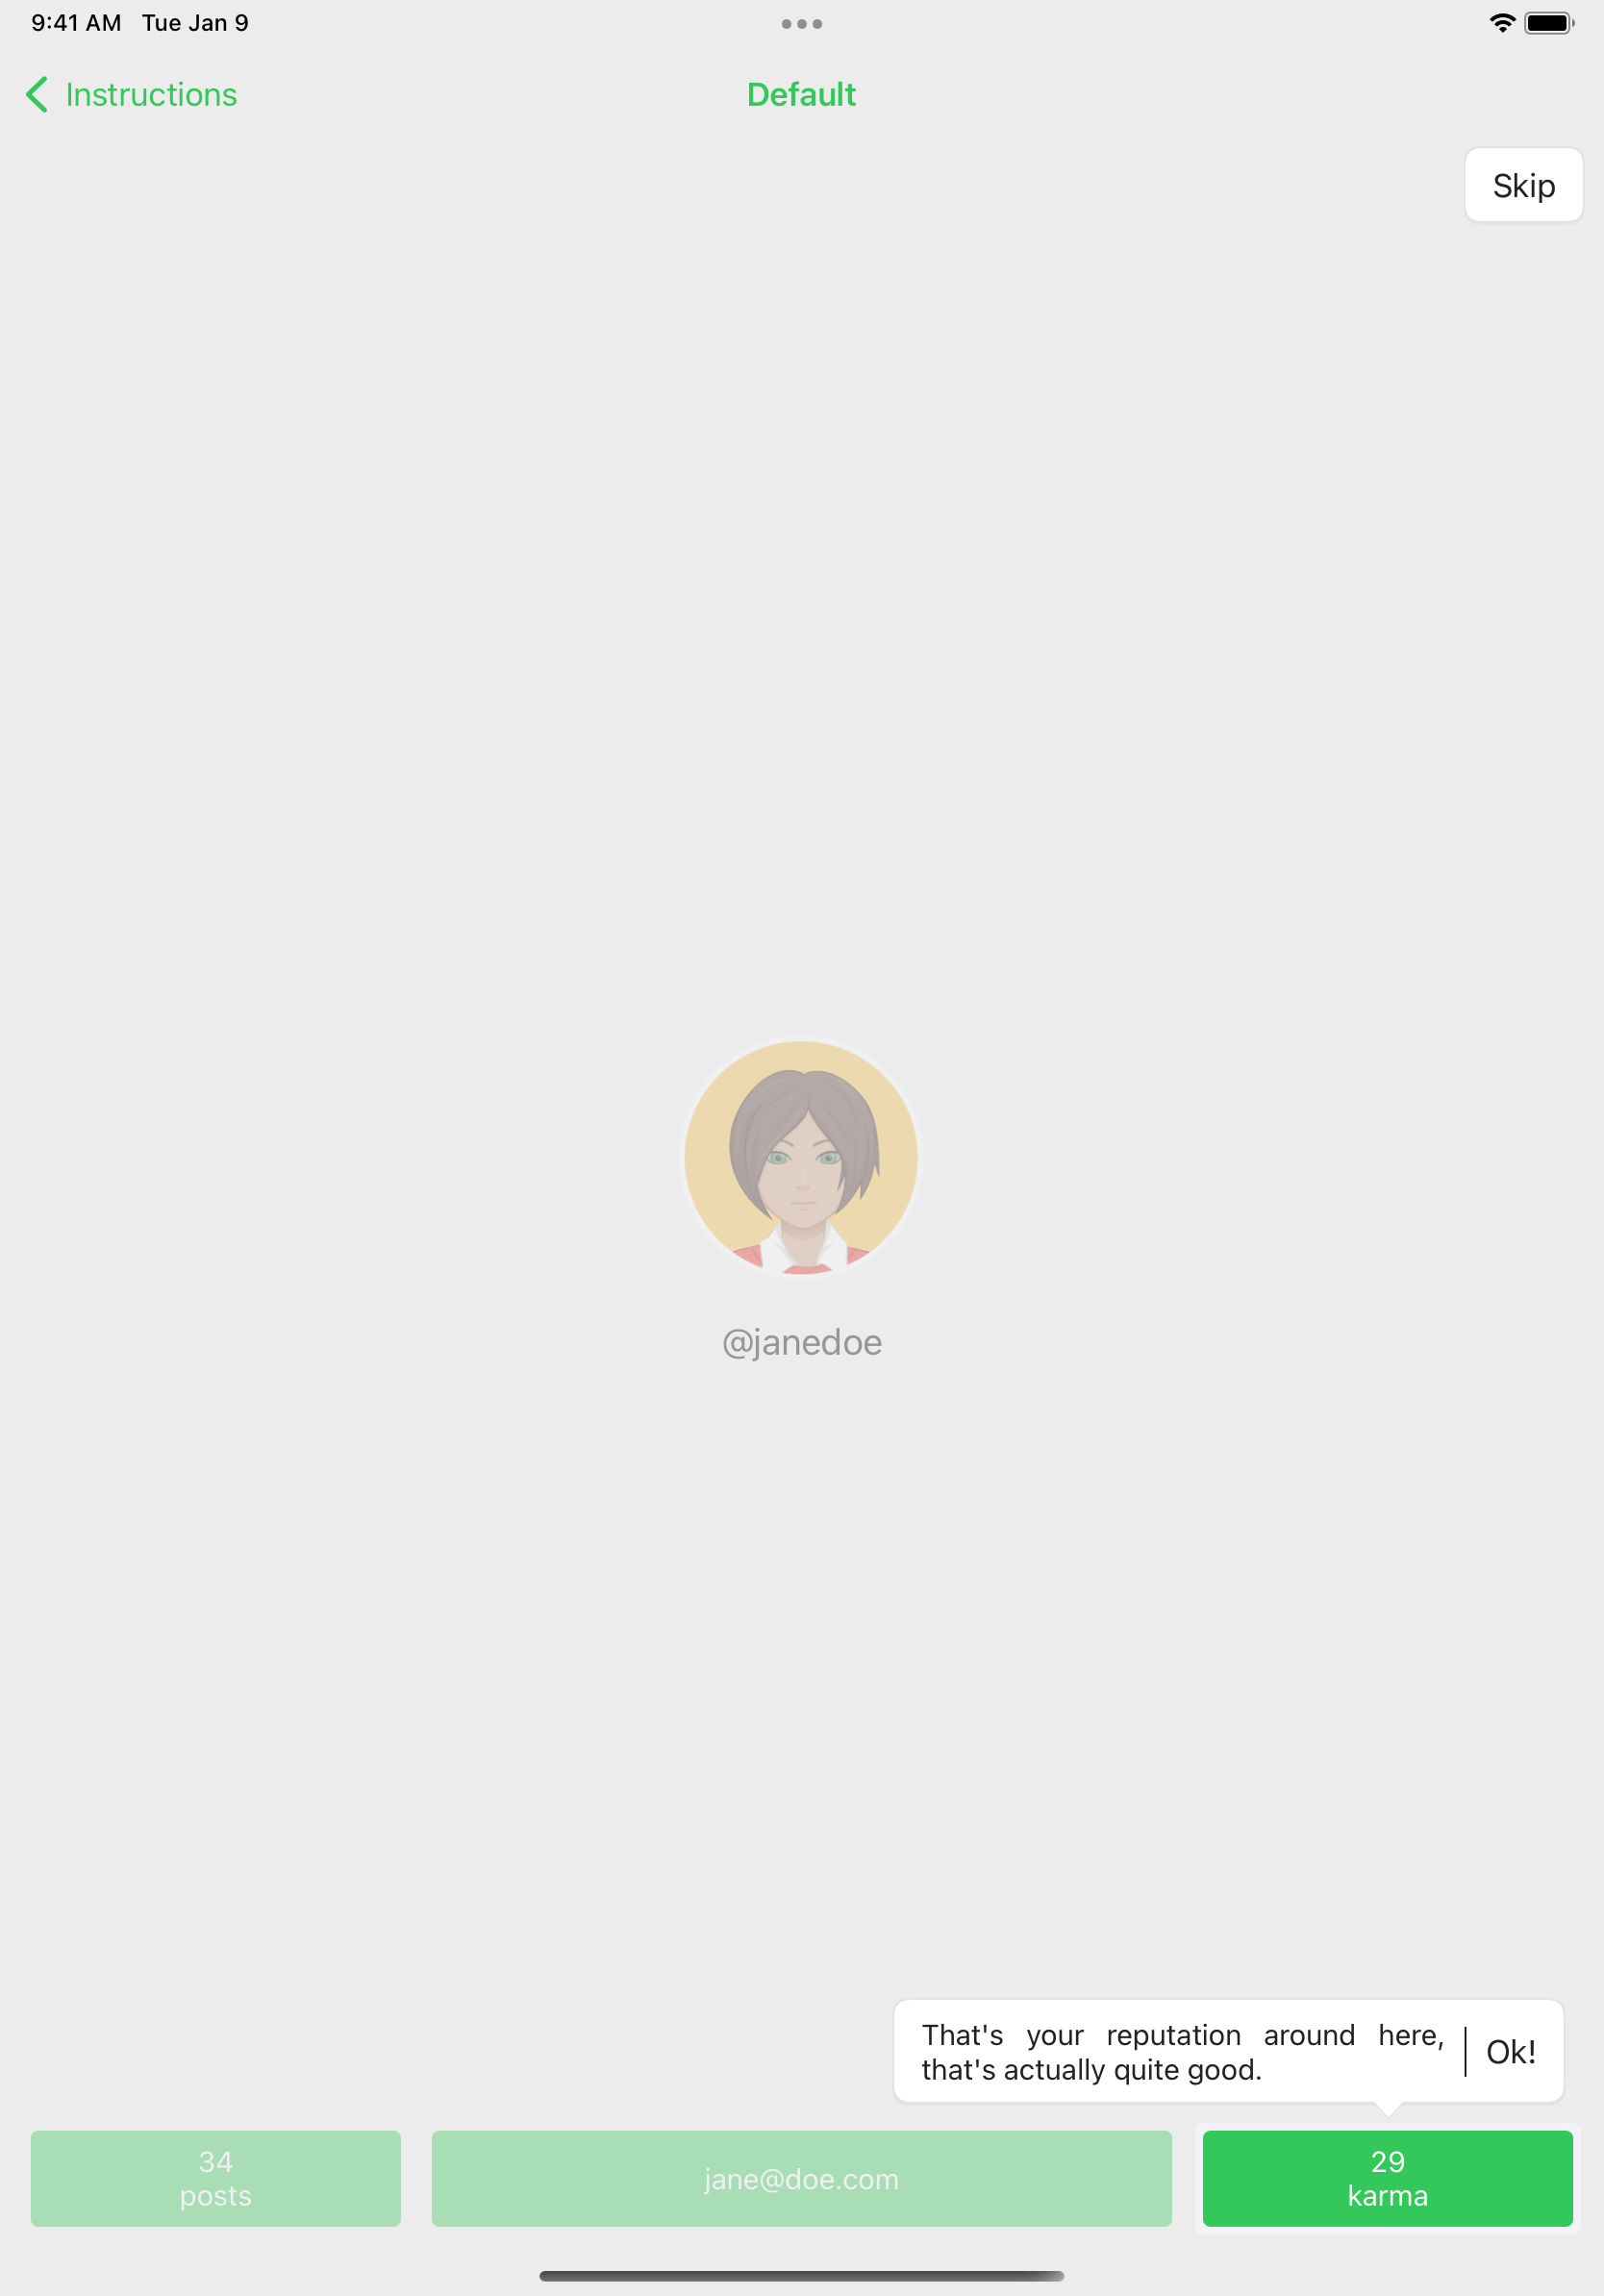 9:41 AM Tue Jan 9
Instructions
Default
Skip
@janedoe
That's your reputation around here,
that's actually quite good.
Ok!
34
posts
jane@doe.com
29
karma